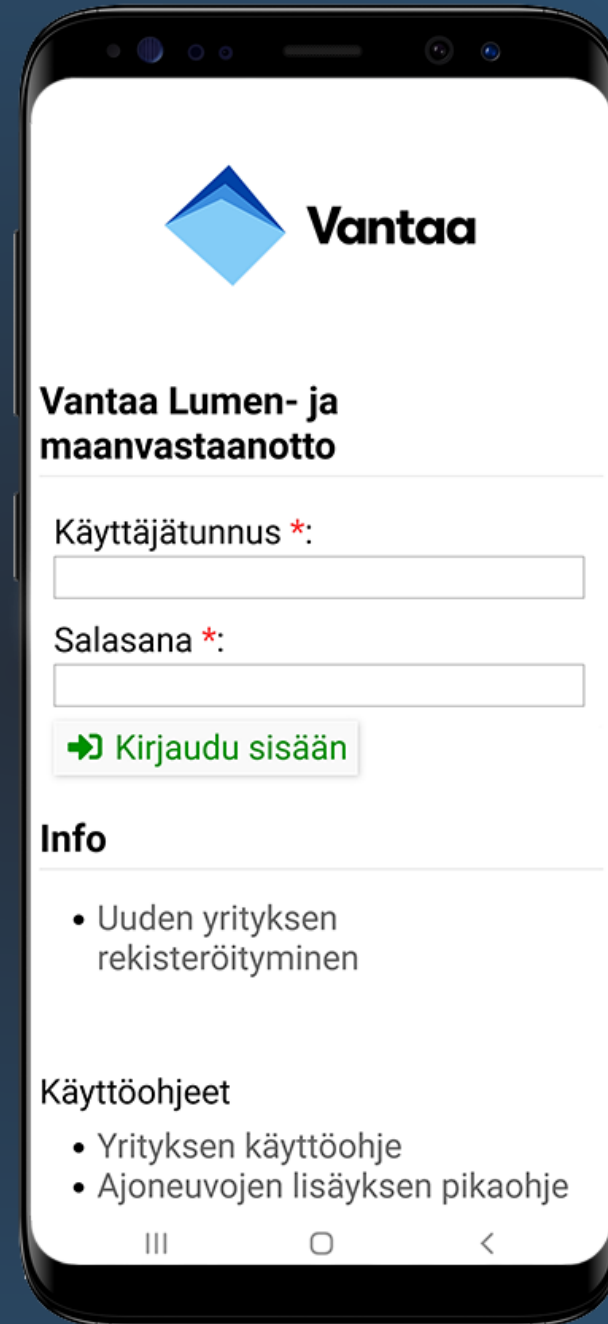 Vantaa
Vantaa Lumen- ja
maanvastaanotto
Käyttäjätunnus *:
Salasana *:
Kirjaudu sisään
Info
• Uuden yrityksen
rekisteröityminen
Käyttöohjeet
• Yrityksen käyttöohje
• Ajoneuvojen lisäyksen pikaohje